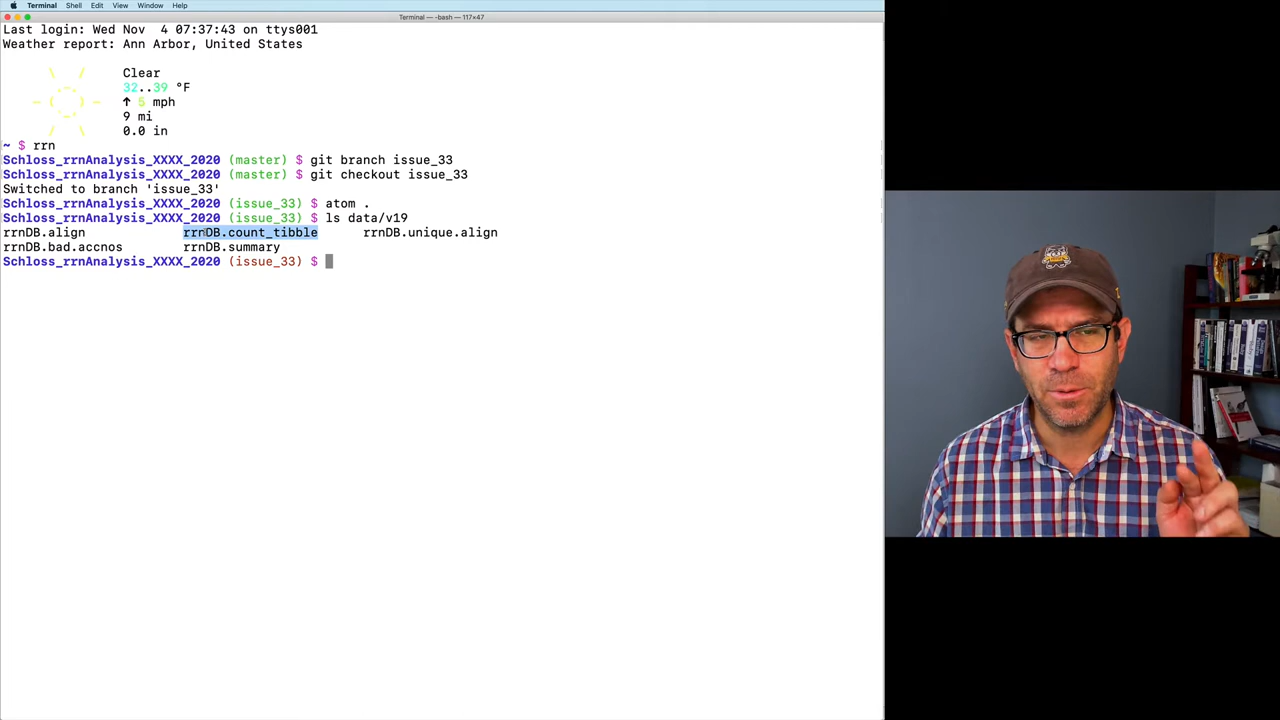 Terminal Shell Edit View Window Help
Terminal — -bash — 117×47
Last login: Wed Nov  4 07:37:43 on ttys001
Weather report: Ann Arbor, United States
Clear
32..39 °F
↑ 5 mph
9 mi
0.0 in
~ $ rrn
Schloss_rrnAnalysis_XXXX_2020 (master) $ git branch issue_33
Schloss_rrnAnalysis_XXXX_2020 (master) $ git checkout issue_33
Switched to branch 'issue_33'
Schloss_rrnAnalysis_XXXX_2020 (issue_33) $ atom .
Schloss_rrnAnalysis_XXXX_2020 (issue_33) $ ls data/v19
rrnDB.align rrnDB.count_tibble rrnDB.unique.align
rrnDB.bad.accnos rrnDB.summary
Schloss_rrnAnalysis_XXXX_2020 (issue_33) $